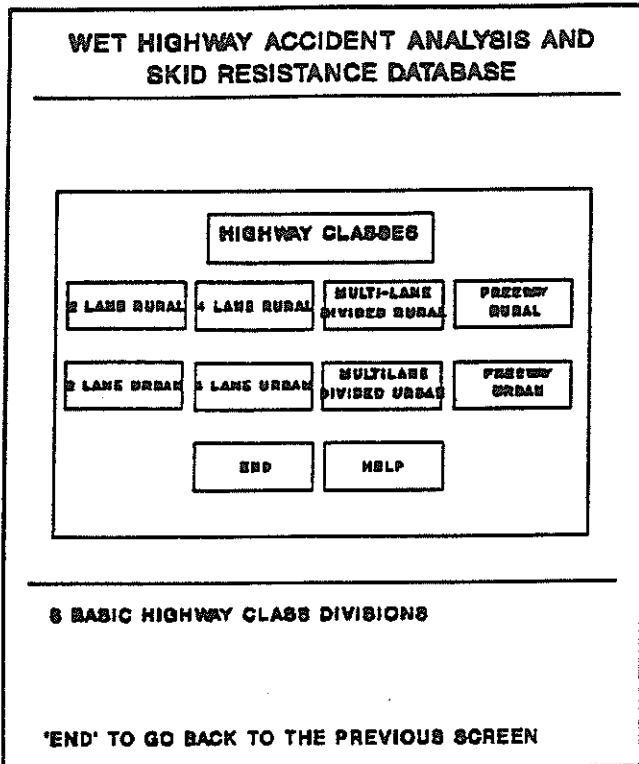 WET HIGHWAY ACCIDENT ANALYSIS AND
SKID RESISTANCE DATABASE
HIGHWAY CLASSES
2 LANE RURAL
4 LANE RURAL
MULTI-LANE
DIVIDED RURAL
FREEWAY
RURAL
2 LANE URBAN
4 LANE URBAN
MULTILANE
DIVIDED URBAN
FREEWAY
URBAN
END
HELP
8 BASIC HIGHWAY CLASS DIVISIONS
'END' TO GO BACK TO THE PREVIOUS SCREEN